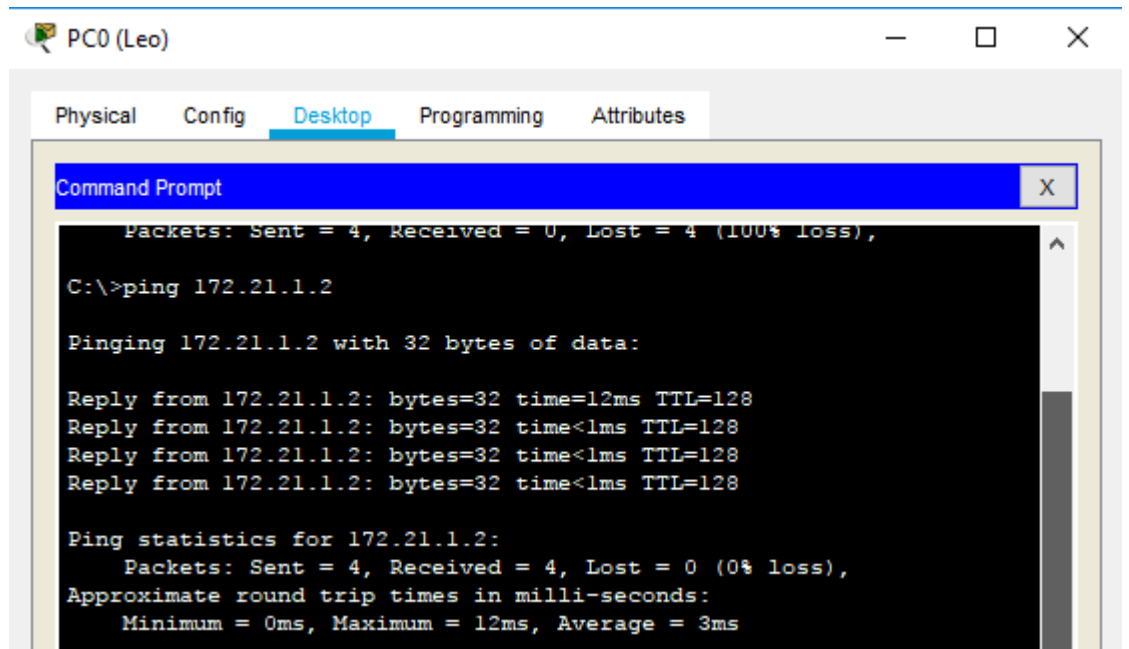 PC0 (Leo)
Physical Config Desktop Programming Attributes
Command Prompt X
Packets: Sent = 4, Received = 0, Lost = 4 (100% loss),
C:\>ping 172.21.1.2
Pinging 172.21.1.2 with 32 bytes of data:
Reply from 172.21.1.2: bytes=32 time=12ms TTL=128
Reply from 172.21.1.2: bytes=32 time<1ms TTL=128
Reply from 172.21.1.2: bytes=32 time<1ms TTL=128
Reply from 172.21.1.2: bytes=32 time<1ms TTL=128
Ping statistics for 172.21.1.2:
Packets: Sent = 4, Received = 4, Lost = 0 (0% loss),
Approximate round trip times in milli-seconds:
Minimum = 0ms, Maximum = 12ms, Average = 3ms